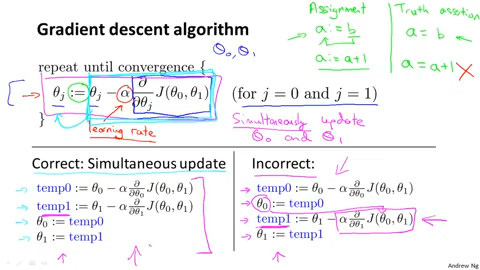 Gradient descent algorithm
θ₀, θ₁
Assignment
a := b
a := a+1
Truth assertion
a = b
a = a+1 ✗
repeat until convergence {
θⱼ := θⱼ − α ∂/∂θⱼ J(θ₀, θ₁)
(for j = 0 and j = 1)
}
learning rate
Simultaneously update
θ₀ and θ₁
Correct: Simultaneous update
temp0 := θ₀ − α ∂/∂θ₀ J(θ₀, θ₁)
temp1 := θ₁ − α ∂/∂θ₁ J(θ₀, θ₁)
θ₀ := temp0
θ₁ := temp1
Incorrect:
temp0 := θ₀ − α ∂/∂θ₀ J(θ₀, θ₁)
θ₀ := temp0
temp1 := θ₁ − α ∂/∂θ₁ J(θ₀, θ₁)
θ₁ := temp1
Andrew Ng